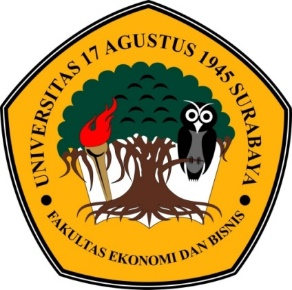 UNIVERSITAS 17 AGUSTUS 1945 SURABAYA
FAKULTAS EKONOMI DAN BISNIS